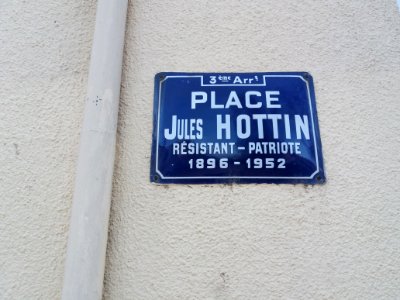 3ème Arrt
PLACE
JULES HOTTIN
RÉSISTANT - PATRIOTE
1896 - 1952